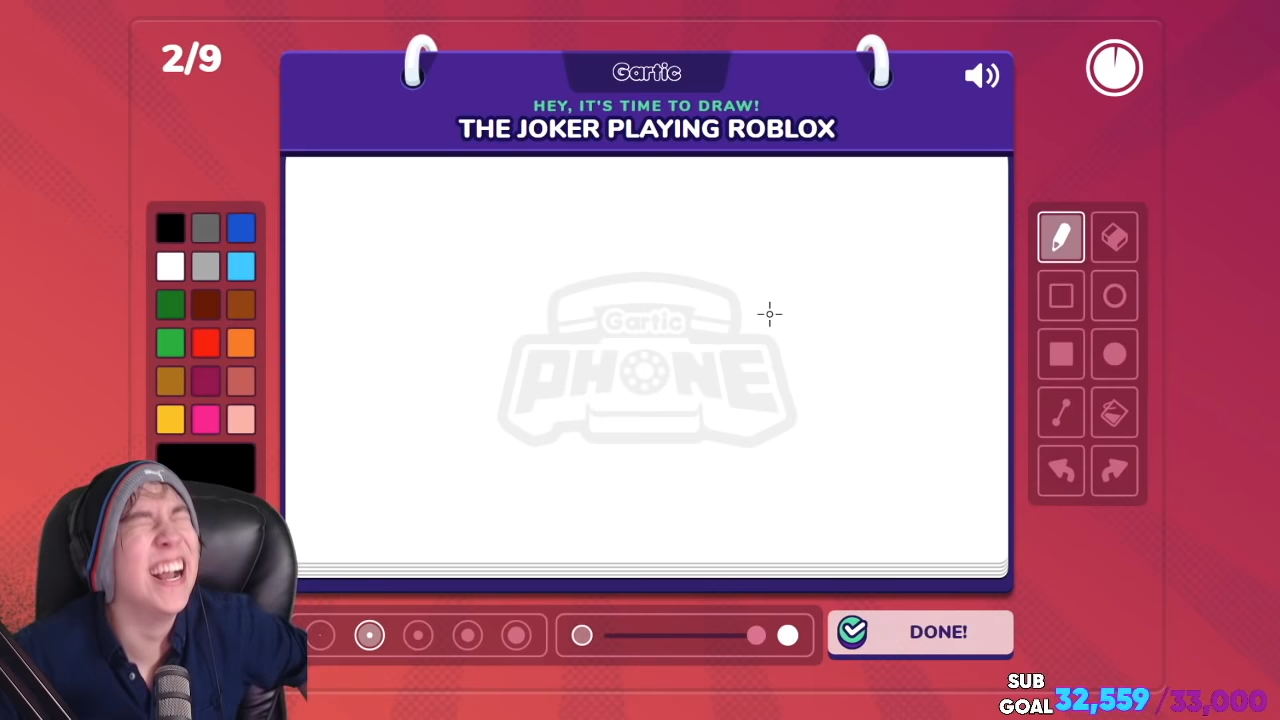 2/9
Gartic
HEY, IT'S TIME TO DRAW!
THE JOKER PLAYING ROBLOX
Gartic
PHONE
DONE!
SUB
GOAL 32,559 / 33,000